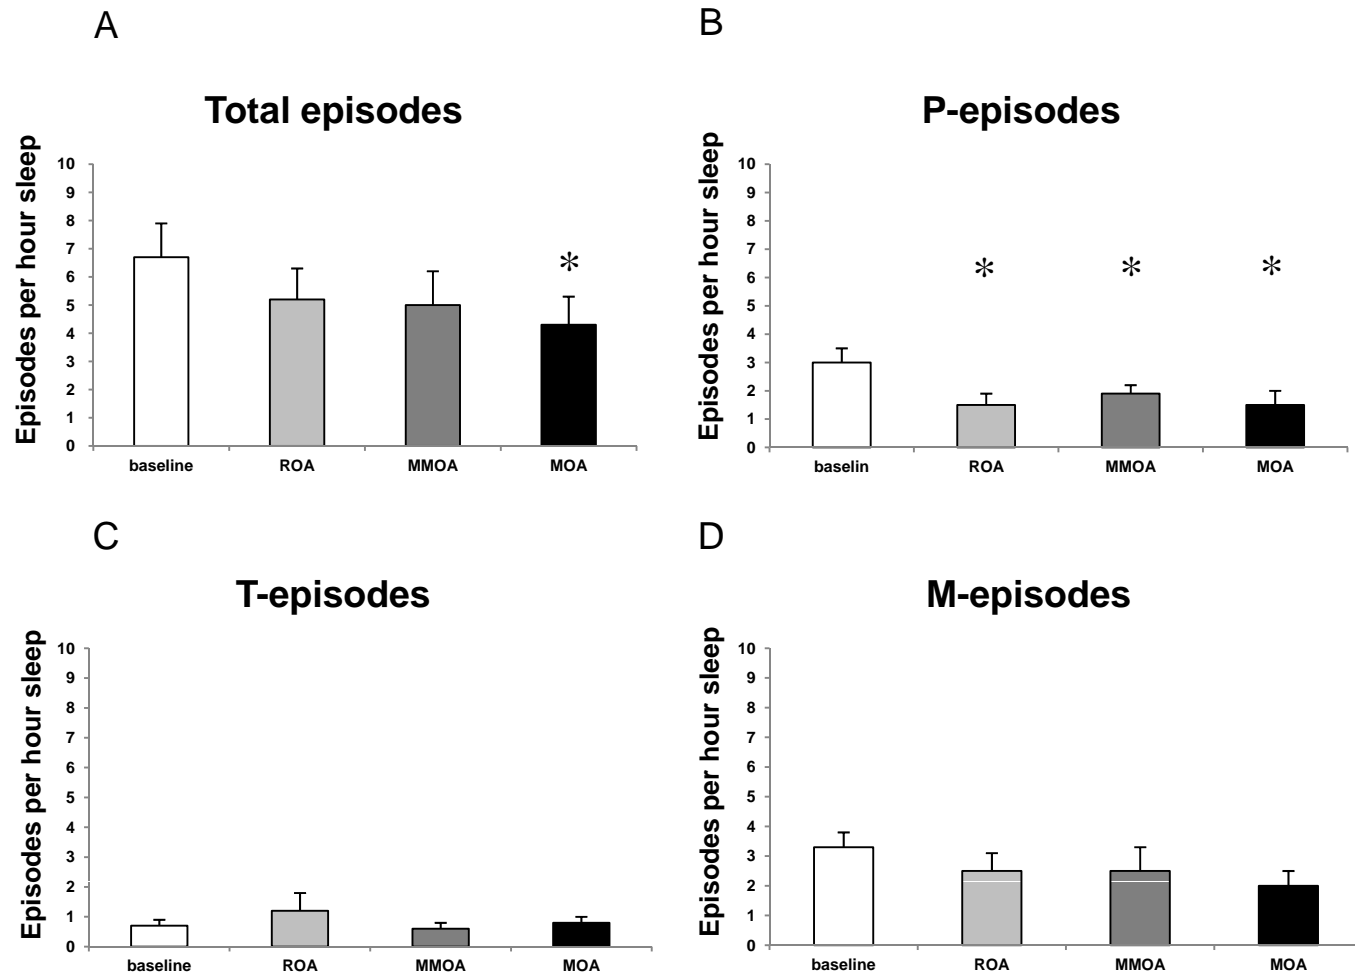 A
Total episodes
Episodes per hour sleep
10
9
8
7
6
5
4
3
2
1
0
*
baseline ROA MMOA MOA
B
P-episodes
Episodes per hour sleep
10
9
8
7
6
5
4
3
2
1
0
* * *
baselin ROA MMOA MOA
C
T-episodes
Episodes per hour sleep
10
9
8
7
6
5
4
3
2
1
0
baseline ROA MMOA MOA
D
M-episodes
Episodes per hour sleep
10
9
8
7
6
5
4
3
2
1
0
baseline ROA MMOA MOA